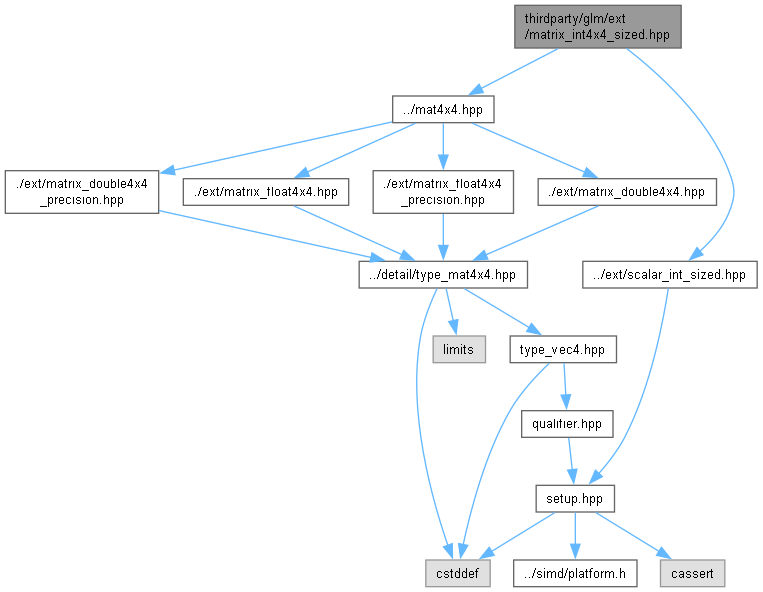 thirdparty/glm/ext
/matrix_int4x4_sized.hpp
../mat4x4.hpp
./ext/matrix_double4x4
_precision.hpp
./ext/matrix_float4x4.hpp
./ext/matrix_float4x4
_precision.hpp
./ext/matrix_double4x4.hpp
../detail/type_mat4x4.hpp
../ext/scalar_int_sized.hpp
limits
type_vec4.hpp
qualifier.hpp
setup.hpp
cstddef
../simd/platform.h
cassert